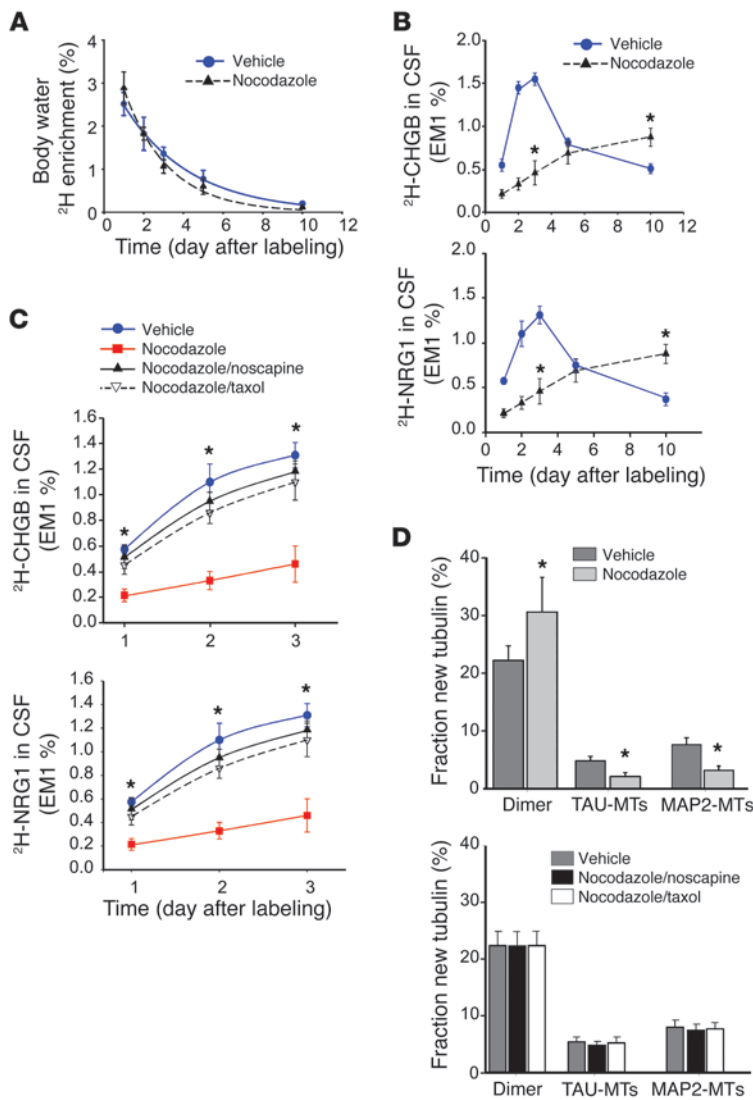 A
Vehicle
Nocodazole
Body water
²H enrichment (%)
4
3
2
1
0
0 2 4 6 8 10 12
Time (day after labeling)
B
Vehicle
Nocodazole
²H-CHGB in CSF
(EM1 %)
2.0
1.5
1.0
0.5
0.0
*
*
0 2 4 6 8 10 12
²H-NRG1 in CSF
(EM1 %)
2.0
1.5
1.0
0.5
0.0
*
*
0 2 4 6 8 10 12
Time (day after labeling)
C
Vehicle
Nocodazole
Nocodazole/noscapine
Nocodazole/taxol
²H-CHGB in CSF
(EM1 %)
1.6
1.4
1.2
1.0
0.8
0.6
0.4
0.2
0.0
*
*
*
1 2 3
²H-NRG1 in CSF
(EM1 %)
1.6
1.4
1.2
1.0
0.8
0.6
0.4
0.2
0
*
*
*
1 2 3
Time (day after labeling)
D
Vehicle
Nocodazole
Fraction new tubulin (%)
40
30
20
10
0
*
*
*
Dimer TAU-MTs MAP2-MTs
Vehicle
Nocodazole/noscapine
Nocodazole/taxol
Fraction new tubulin (%)
40
30
20
10
0
Dimer TAU-MTs MAP2-MTs